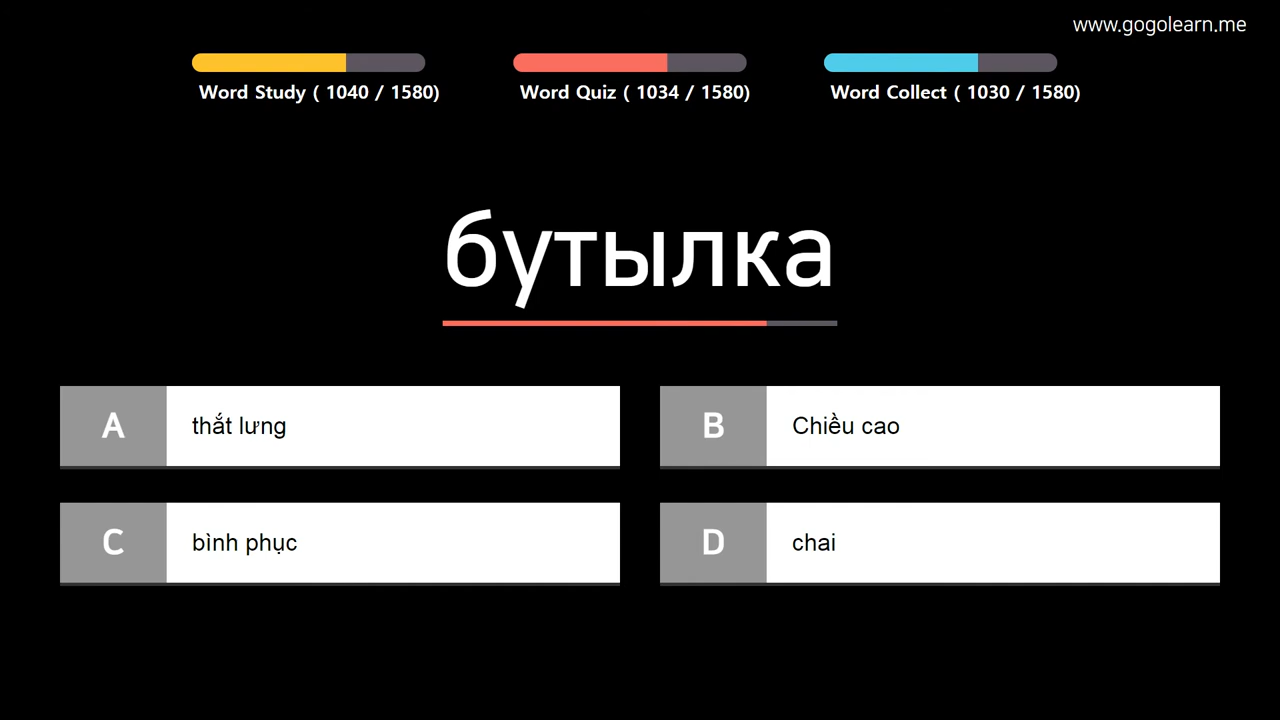 www.gogolearn.me
Word Study ( 1040 / 1580)
Word Quiz ( 1034 / 1580)
Word Collect ( 1030 / 1580)
бутылка
A thắt lưng
B Chiều cao
C bình phục
D chai